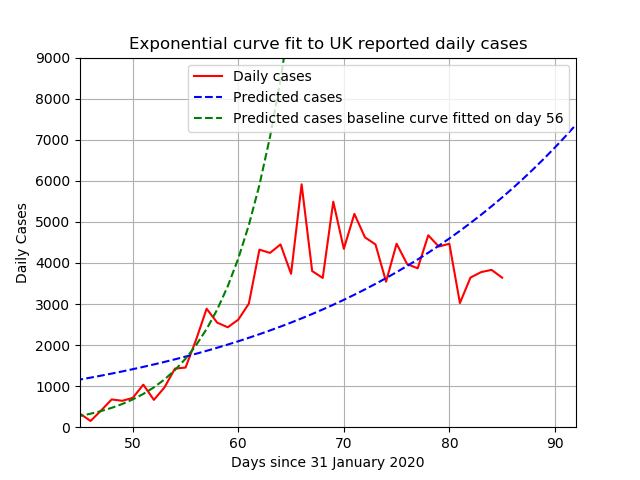 Exponential curve fit to UK reported daily cases
9000
8000
7000
6000
5000
4000
3000
2000
1000
0
Daily Cases
Daily cases
Predicted cases
Predicted cases baseline curve fitted on day 56
50 60 70 80 90
Days since 31 January 2020